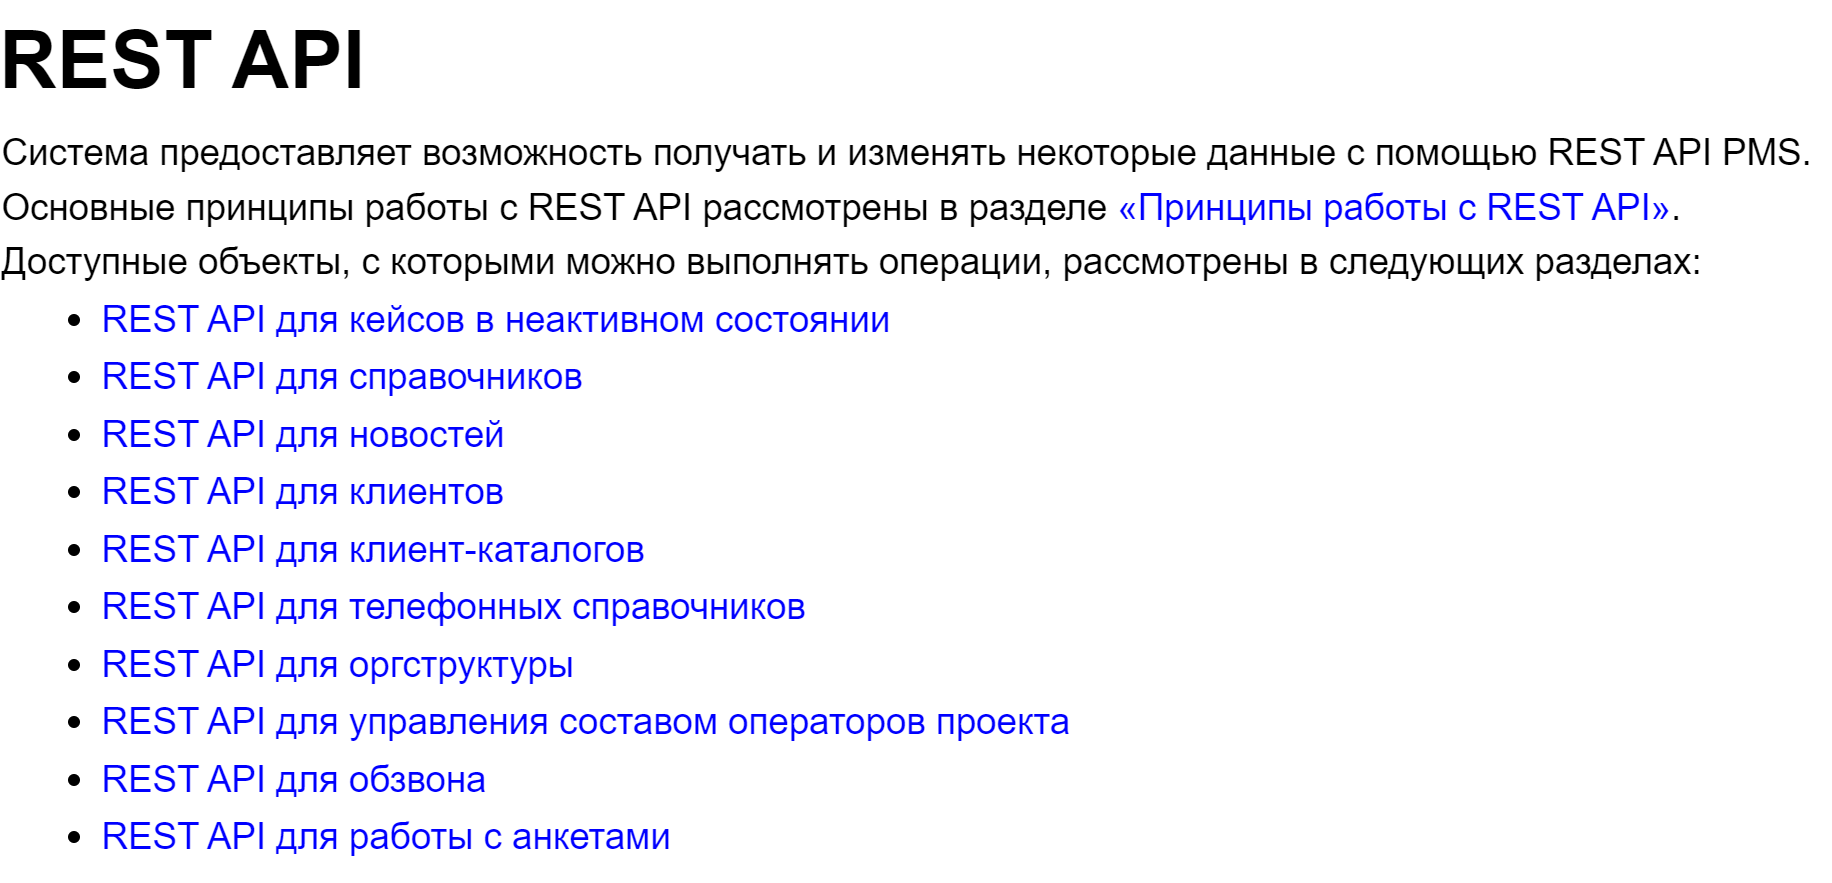 REST API
Система предоставляет возможность получать и изменять некоторые данные с помощью REST API PMS.
Основные принципы работы с REST API рассмотрены в разделе «Принципы работы с REST API».
Доступные объекты, с которыми можно выполнять операции, рассмотрены в следующих разделах:
• REST API для кейсов в неактивном состоянии
• REST API для справочников
• REST API для новостей
• REST API для клиентов
• REST API для клиент-каталогов
• REST API для телефонных справочников
• REST API для оргструктуры
• REST API для управления составом операторов проекта
• REST API для обзвона
• REST API для работы с анкетами